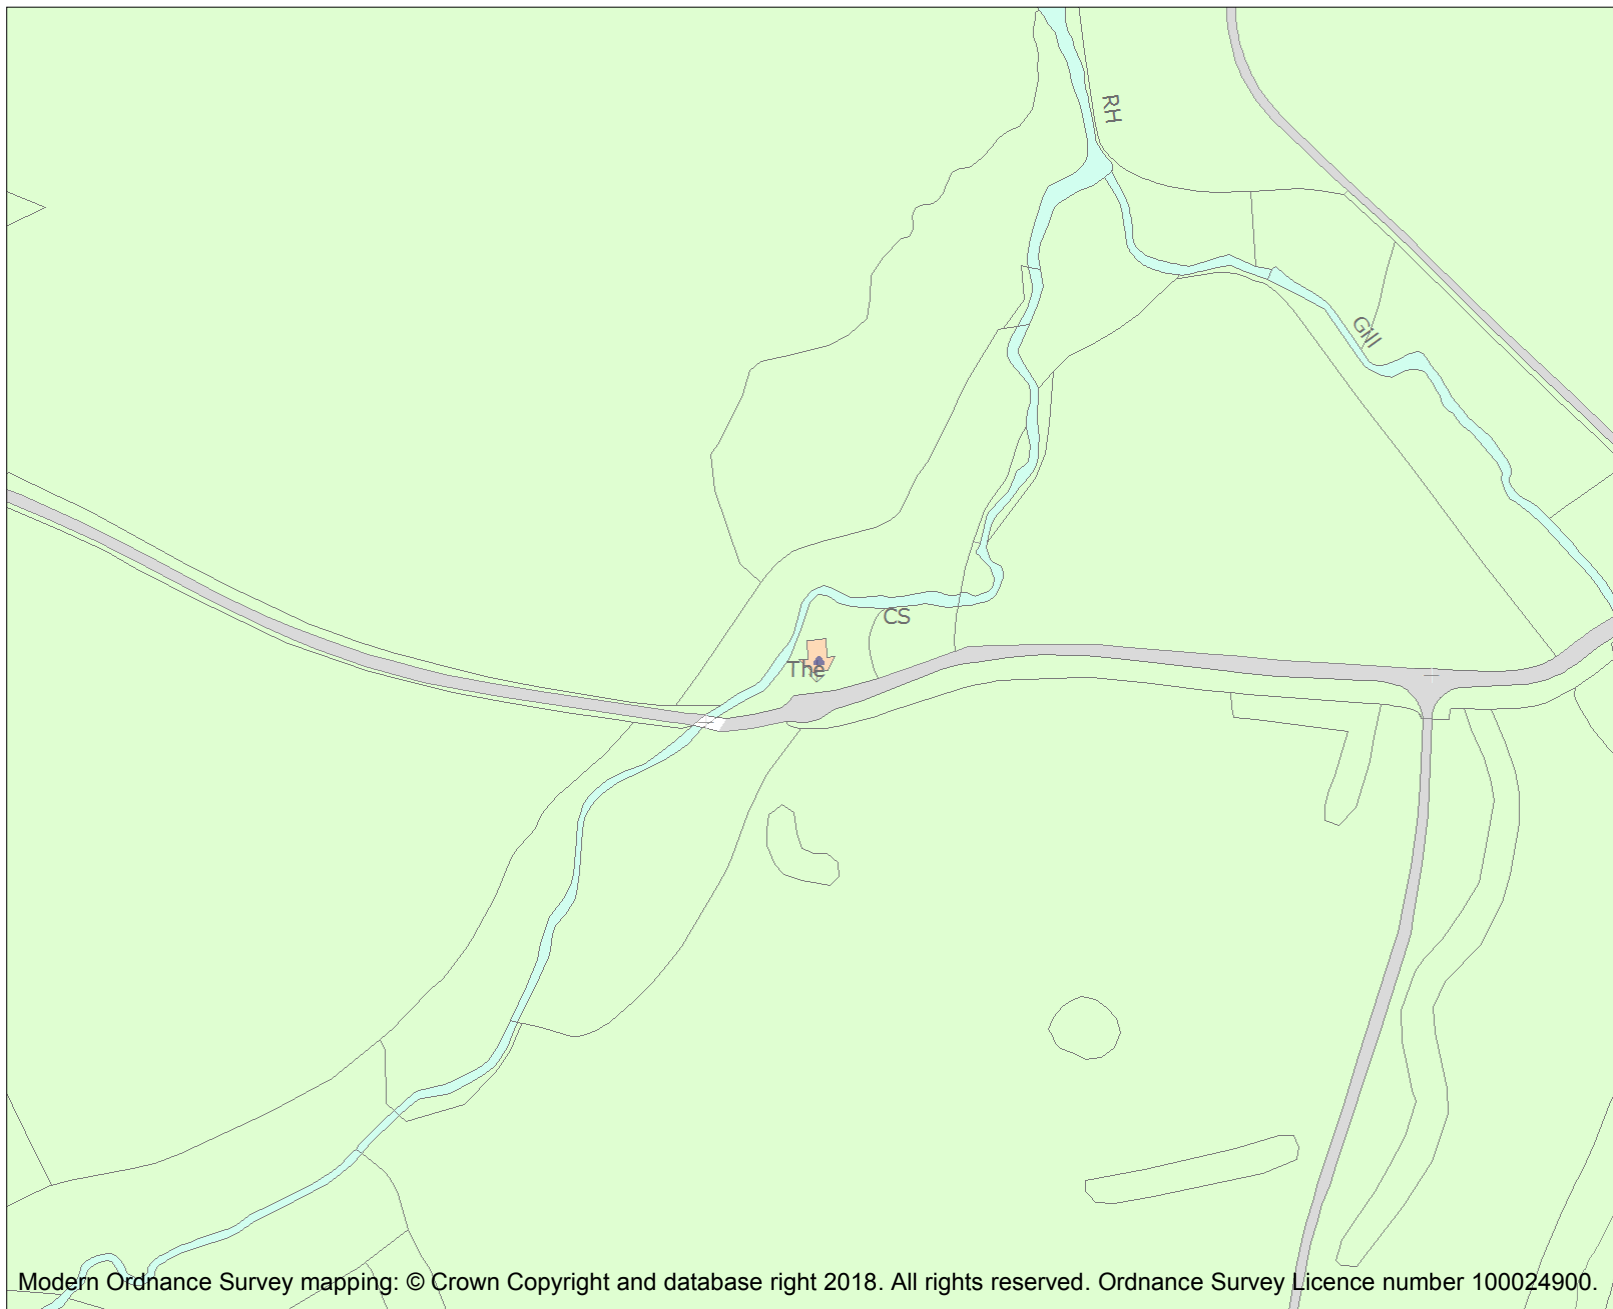 RH
Gill
CS
The
Modern Ordnance Survey mapping: © Crown Copyright and database right 2018. All rights reserved. Ordnance Survey Licence number 100024900.